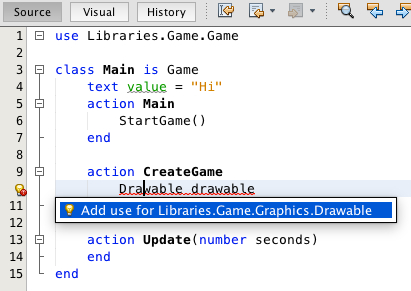 Source Visual History
1 use Libraries.Game.Game
2
3 class Main is Game
4 text value = "Hi"
5 action Main
6 StartGame()
7 end
8
9 action CreateGame
Drawable drawable
11 Add use for Libraries.Game.Graphics.Drawable
12
13 action Update(number seconds)
14 end
15 end